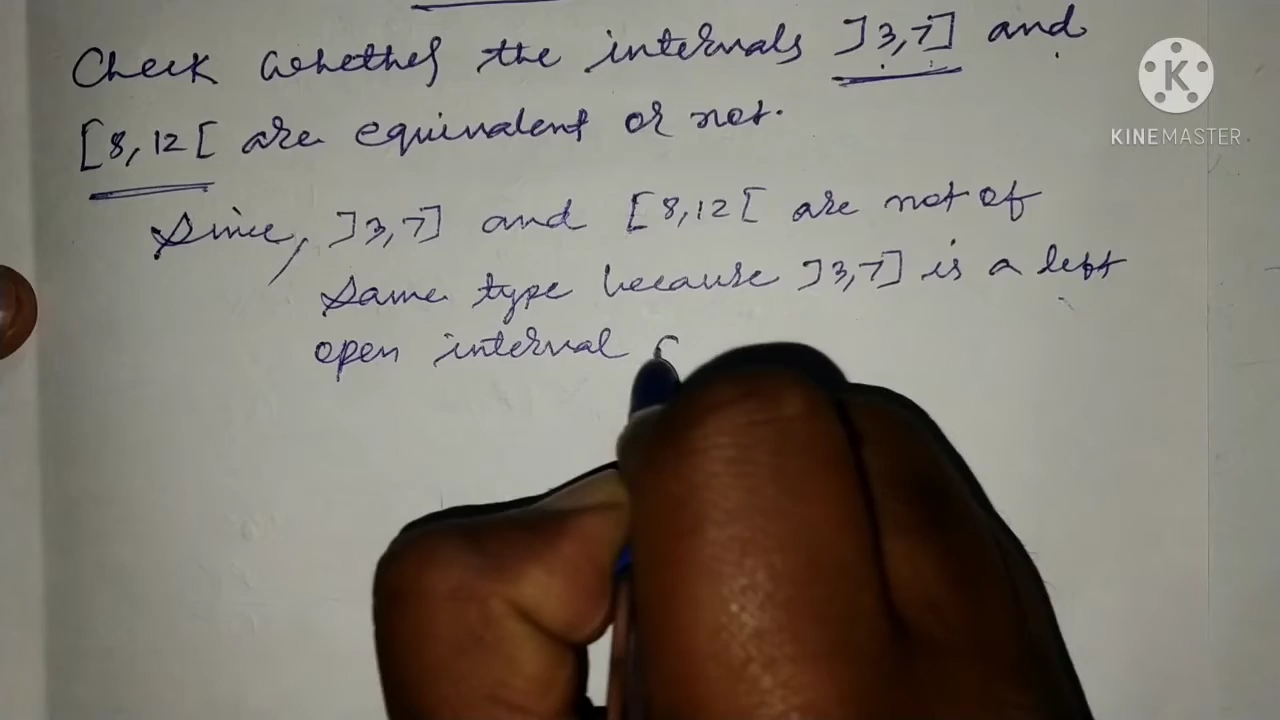 Check whether the intervals ]3,7] and
[8,12[ are equivalent or not.
Since, ]3,7] and [8,12[ are not of
same type because ]3,7] is a left
open interval
K
KINEMASTER